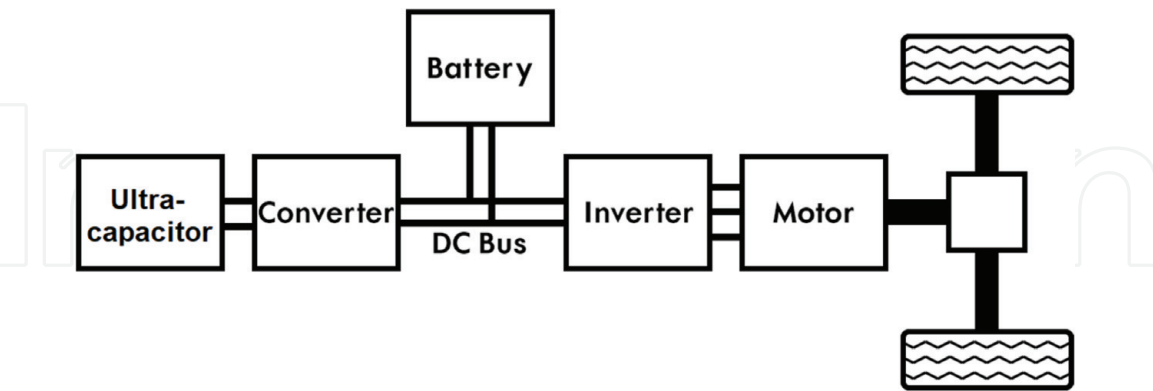 Battery
Ultra-
capacitor
Converter
DC Bus
Inverter
Motor